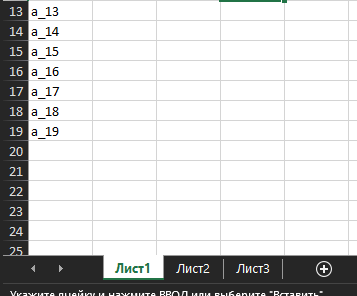 13 a_13
14 a_14
15 a_15
16 a_16
17 a_17
18 a_18
19 a_19
20
21
22
23
24
25
Лист1 Лист2 Лист3
Укажите ячейку и нажмите ВВОД или выберите "Вставить"